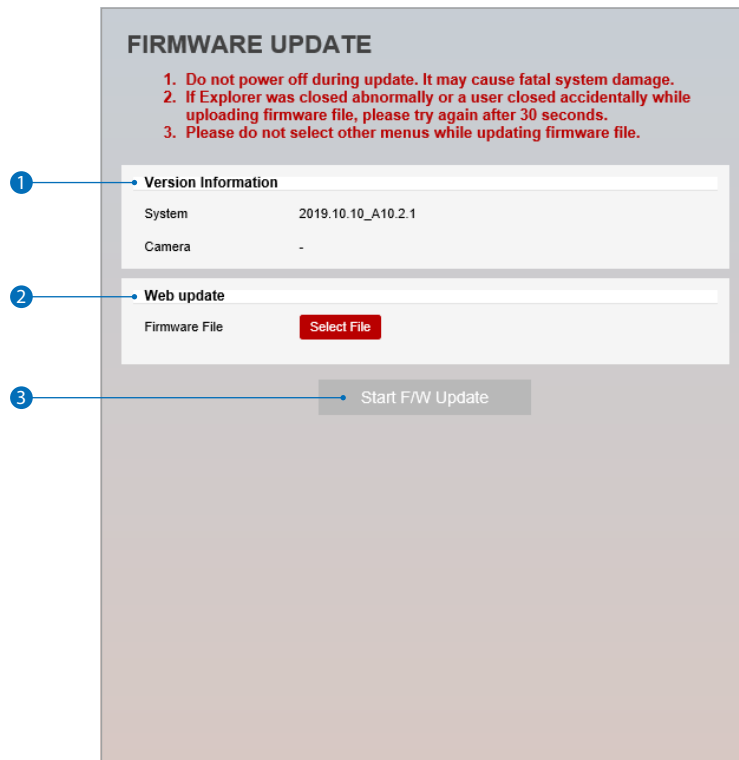 FIRMWARE UPDATE
1. Do not power off during update. It may cause fatal system damage.
2. If Explorer was closed abnormally or a user closed accidentally while
uploading firmware file, please try again after 30 seconds.
3. Please do not select other menus while updating firmware file.
1 Version Information
System 2019.10.10_A10.2.1
Camera -
2 Web update
Firmware File Select File
3 Start F/W Update